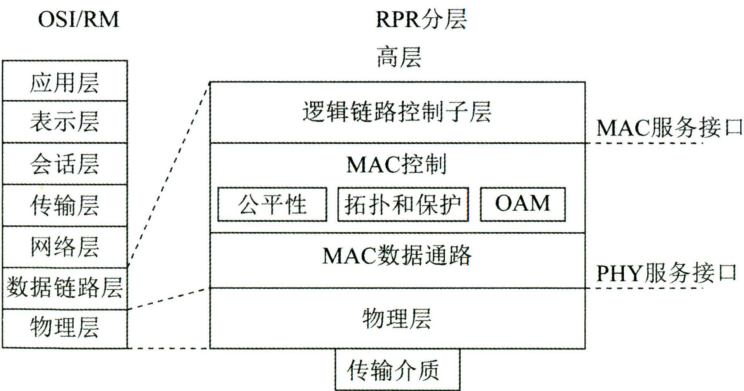 OSI/RM
RPR分层
高层
应用层
表示层
会话层
传输层
网络层
数据链路层
物理层
逻辑链路控制子层
MAC服务接口
MAC控制
公平性
拓扑和保护
OAM
MAC数据通路
PHY服务接口
物理层
传输介质